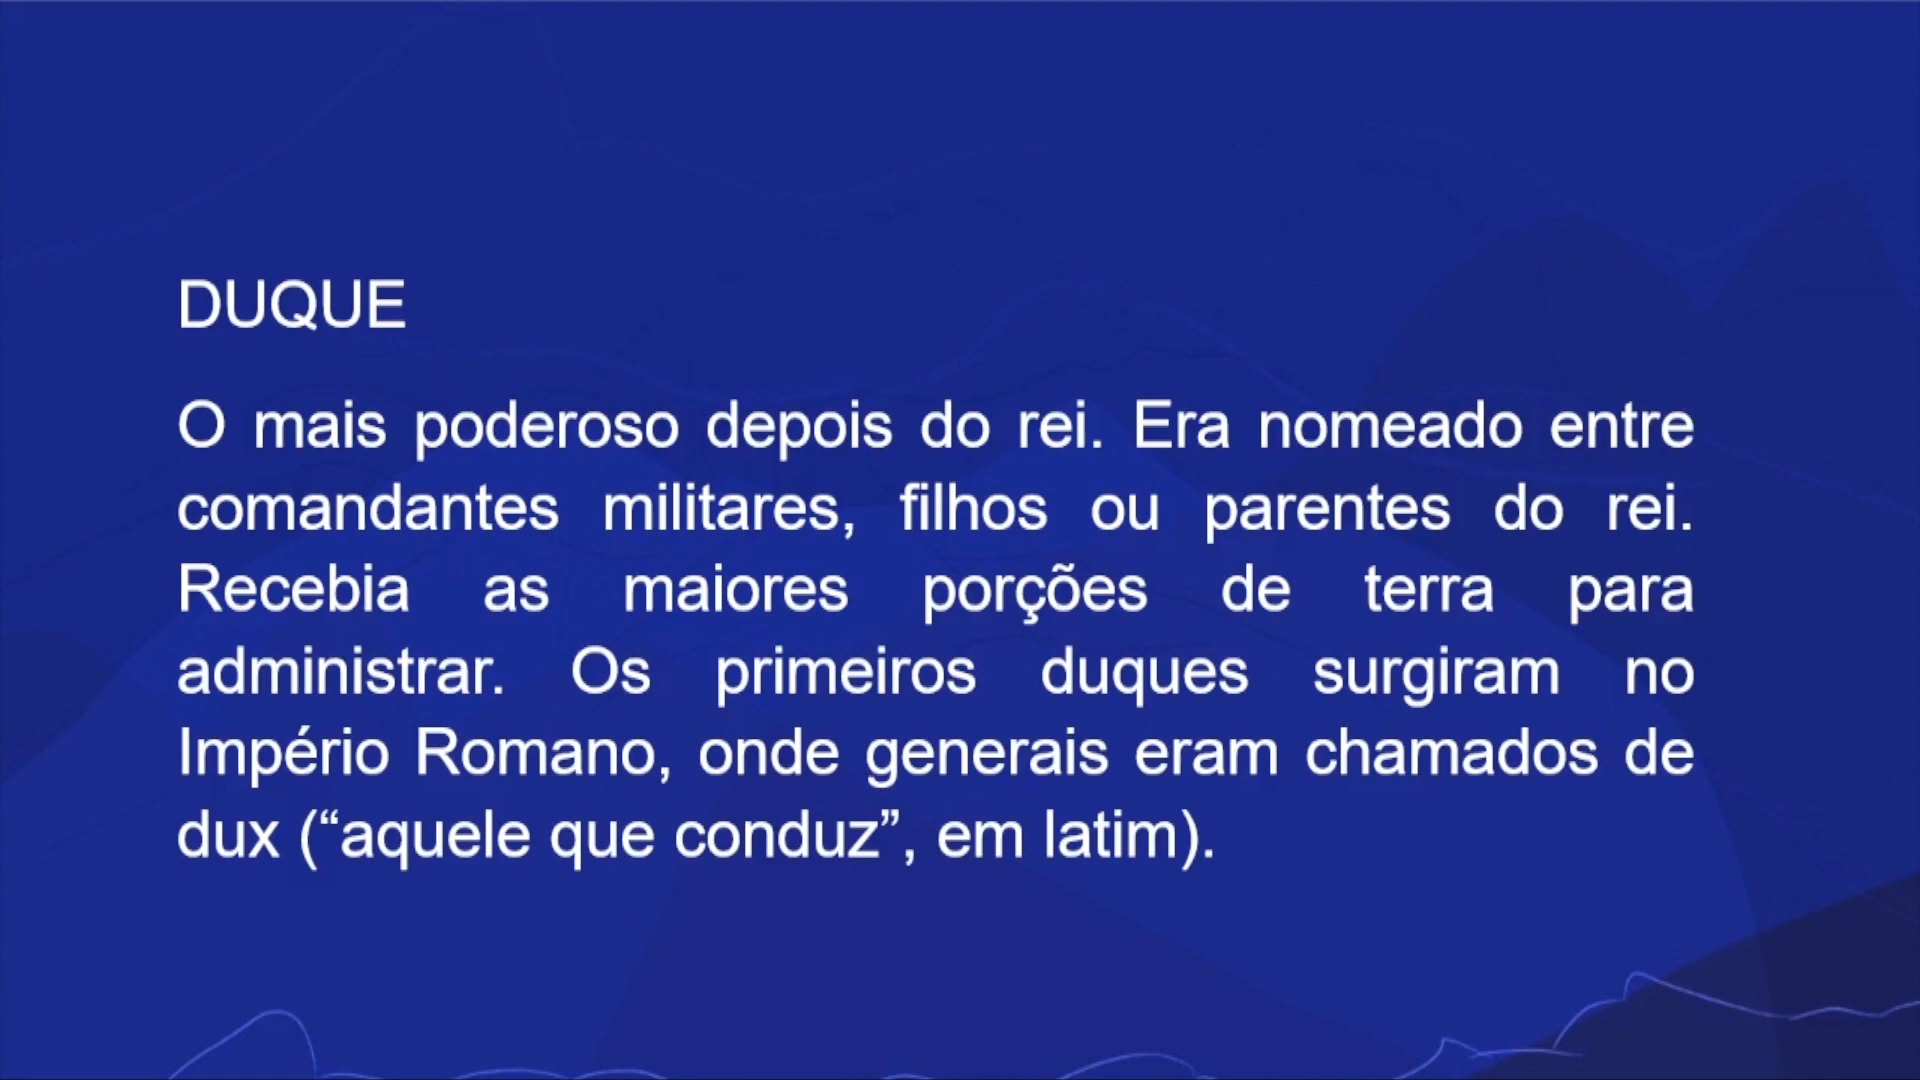 DUQUE
O mais poderoso depois do rei. Era nomeado entre
comandantes militares, filhos ou parentes do rei.
Recebia as maiores porções de terra para
administrar. Os primeiros duques surgiram no
Império Romano, onde generais eram chamados de
dux (“aquele que conduz”, em latim).